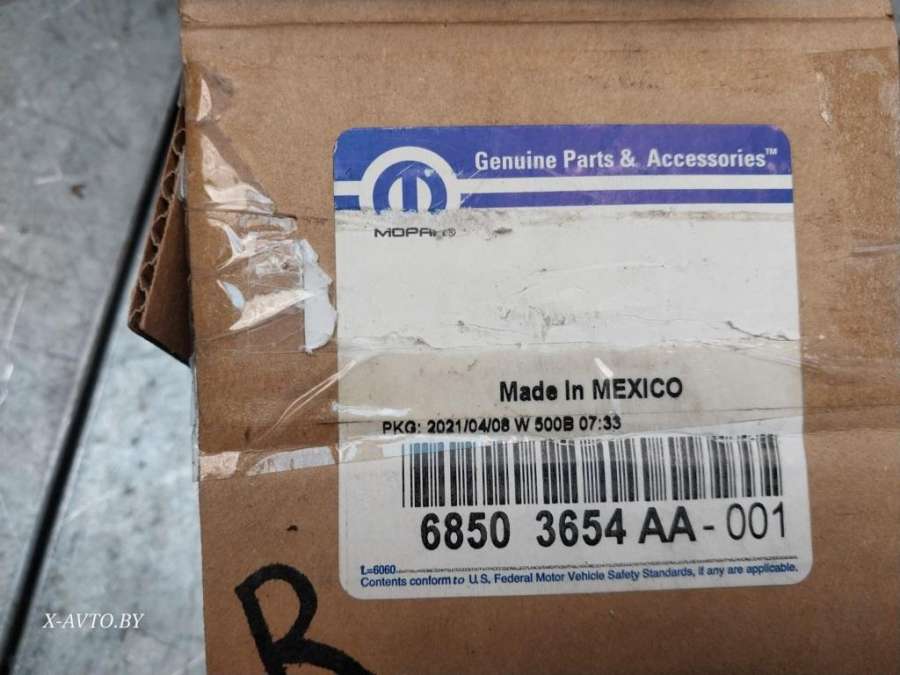 Genuine Parts & Accessories™
MOPAR®
Made In MEXICO
PKG: 2021/04/08 W 500B 07:33
6850 3654 AA - 001
L=6060
Contents conform to U.S. Federal Motor Vehicle Safety Standards, if any are applicable.
R
X-AVTO.BY